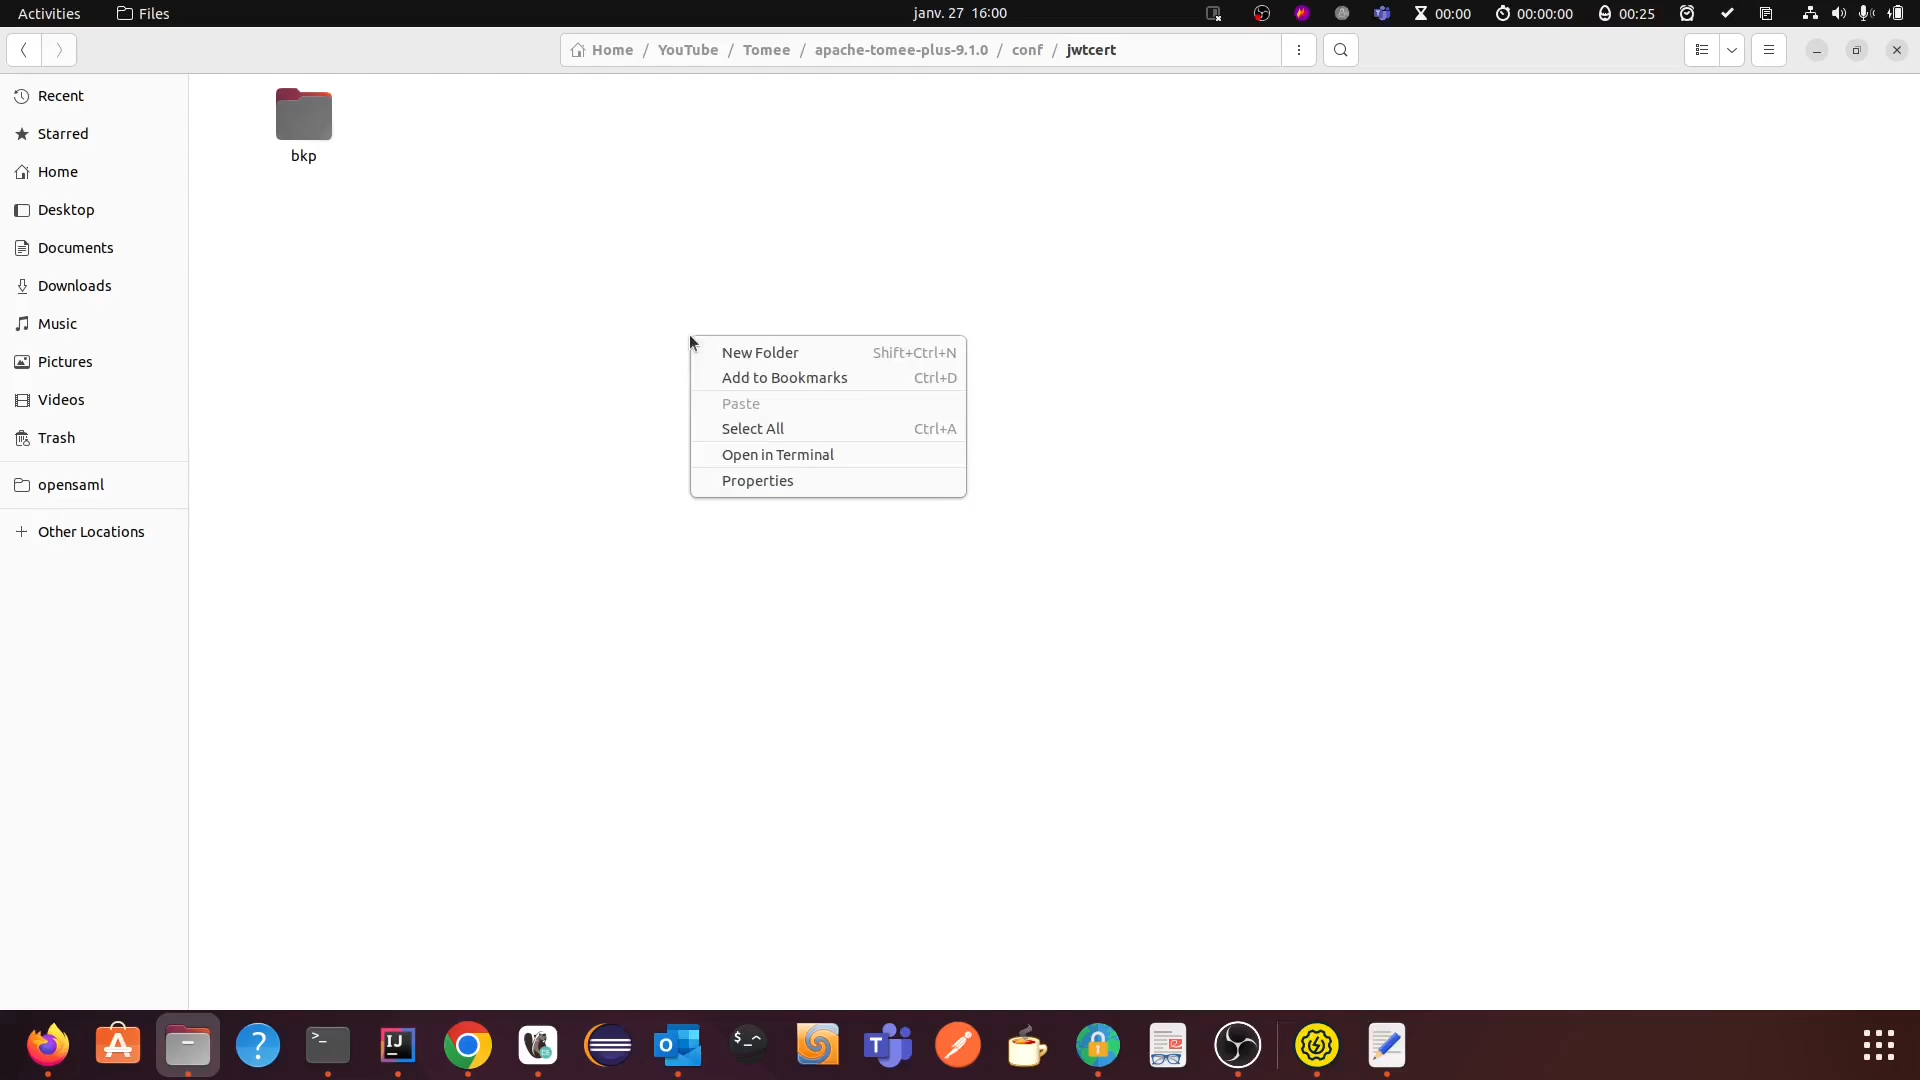 Activities Files janv. 27 16:00 00:00 00:00:00 00:25
Home / YouTube / Tomee / apache-tomee-plus-9.1.0 / conf / jwtcert
Recent
Starred
Home
Desktop
Documents
Downloads
Music
Pictures
Videos
Trash
opensaml
Other Locations
bkp
New Folder Shift+Ctrl+N
Add to Bookmarks Ctrl+D
Paste
Select All Ctrl+A
Open in Terminal
Properties